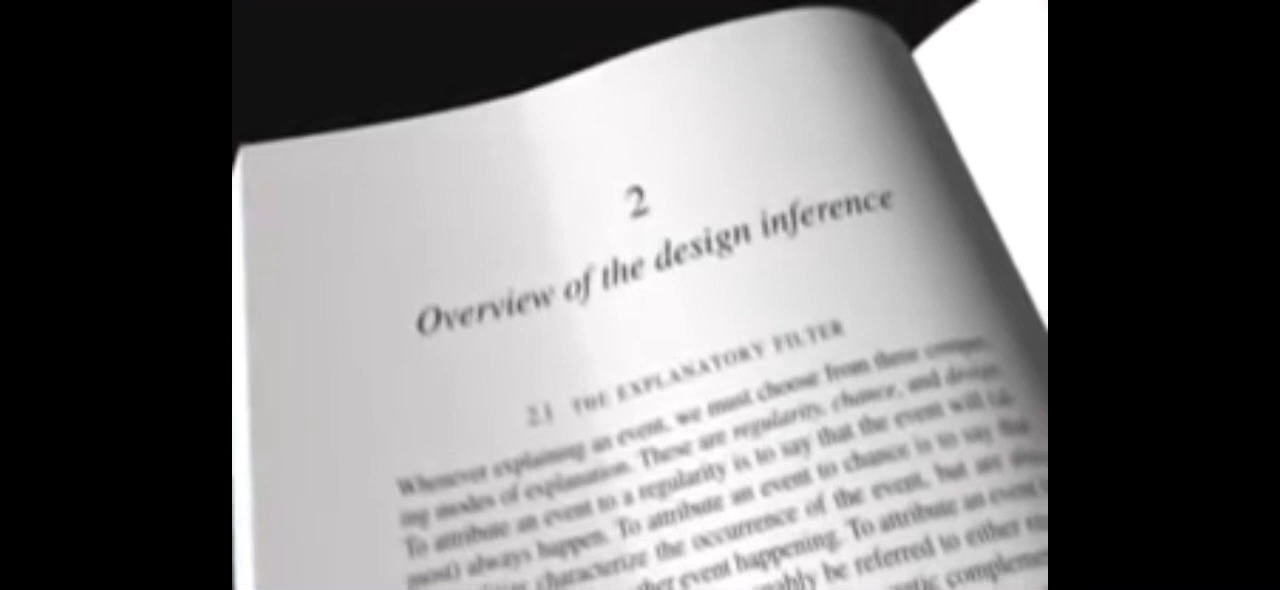 2
Overview of the design inference
2.1 THE EXPLANATORY FILTER
Whenever explaining an event, we must choose from three
ing modes of explanation. These are regularity, chance, and design.
To attribute an event to a regularity is to say that the event will
most) always happen. To attribute an event to chance is to say that
characterize the occurrence of the event, but are
event happening. To attribute an event
be referred to either